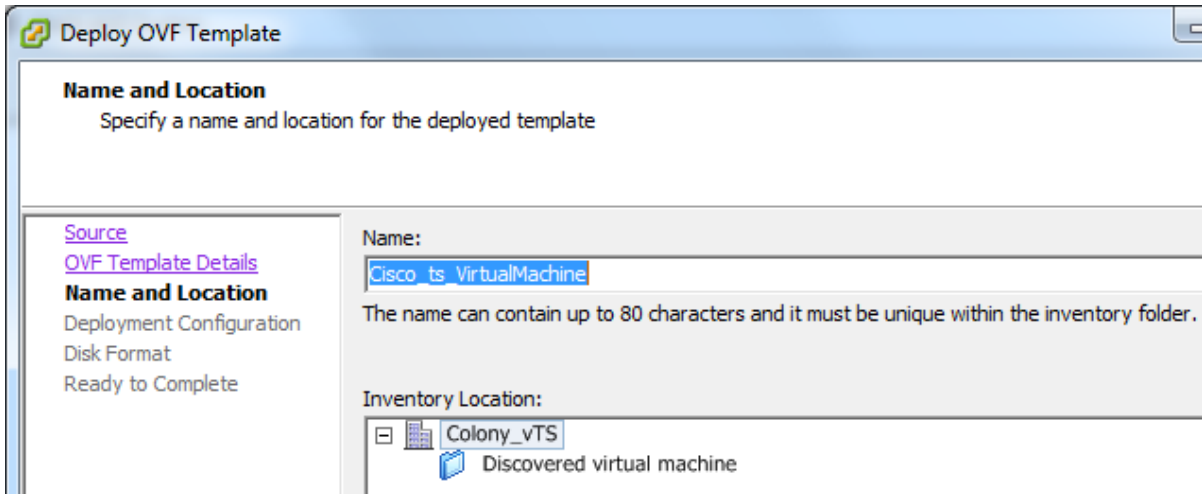 Deploy OVF Template
Name and Location
Specify a name and location for the deployed template
Source
OVF Template Details
Name and Location
Deployment Configuration
Disk Format
Ready to Complete
Name:
Cisco_ts_VirtualMachine
The name can contain up to 80 characters and it must be unique within the inventory folder.
Inventory Location:
Colony_vTS
Discovered virtual machine